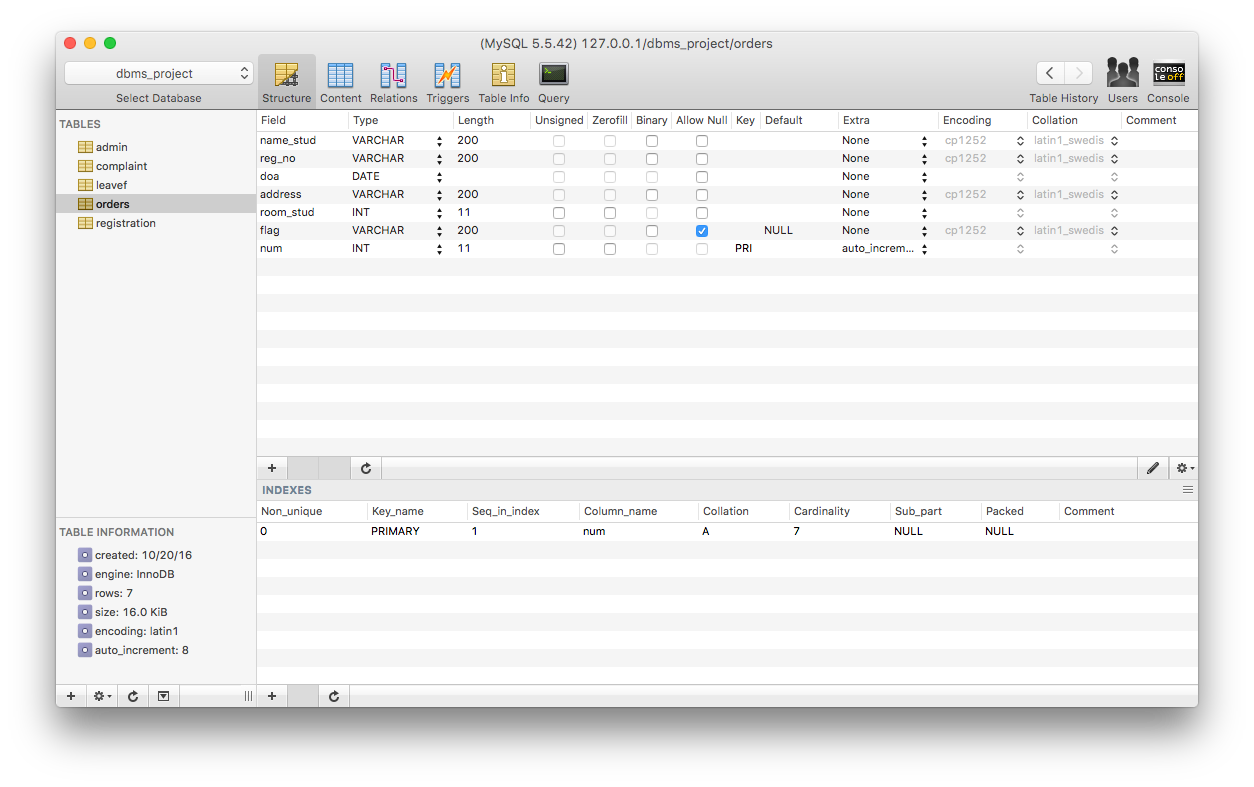 (MySQL 5.5.42) 127.0.0.1/dbms_project/orders
dbms_project
Select Database
Structure Content Relations Triggers Table Info Query
console off
Table History Users Console
TABLES
admin
complaint
leavef
orders
registration
Field Type Length Unsigned Zerofill Binary Allow Null Key Default Extra Encoding Collation Comment
name_stud VARCHAR 200 None cp1252 latin1_swedis
reg_no VARCHAR 200 None cp1252 latin1_swedis
doa DATE None
address VARCHAR 200 None cp1252 latin1_swedis
room_stud INT 11 None
flag VARCHAR 200 NULL None cp1252 latin1_swedis
num INT 11 PRI auto_increm...
INDEXES
Non_unique Key_name Seq_in_index Column_name Collation Cardinality Sub_part Packed Comment
0 PRIMARY 1 num A 7 NULL NULL
TABLE INFORMATION
created: 10/20/16
engine: InnoDB
rows: 7
size: 16.0 KiB
encoding: latin1
auto_increment: 8